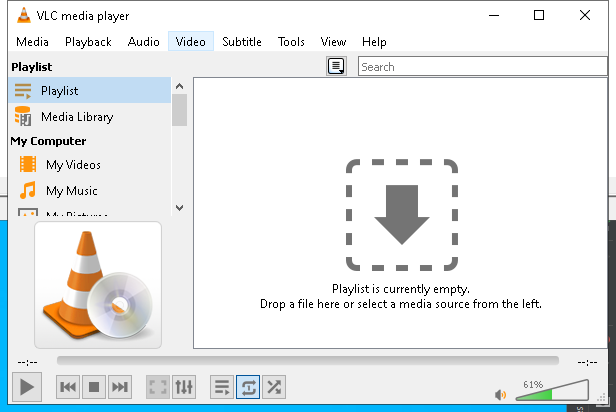 VLC media player
Media Playback Audio Video Subtitle Tools View Help
Playlist
Search
Playlist
Media Library
My Computer
My Videos
My Music
My Pictures
Playlist is currently empty.
Drop a file here or select a media source from the left.
--:--
--:--
61%